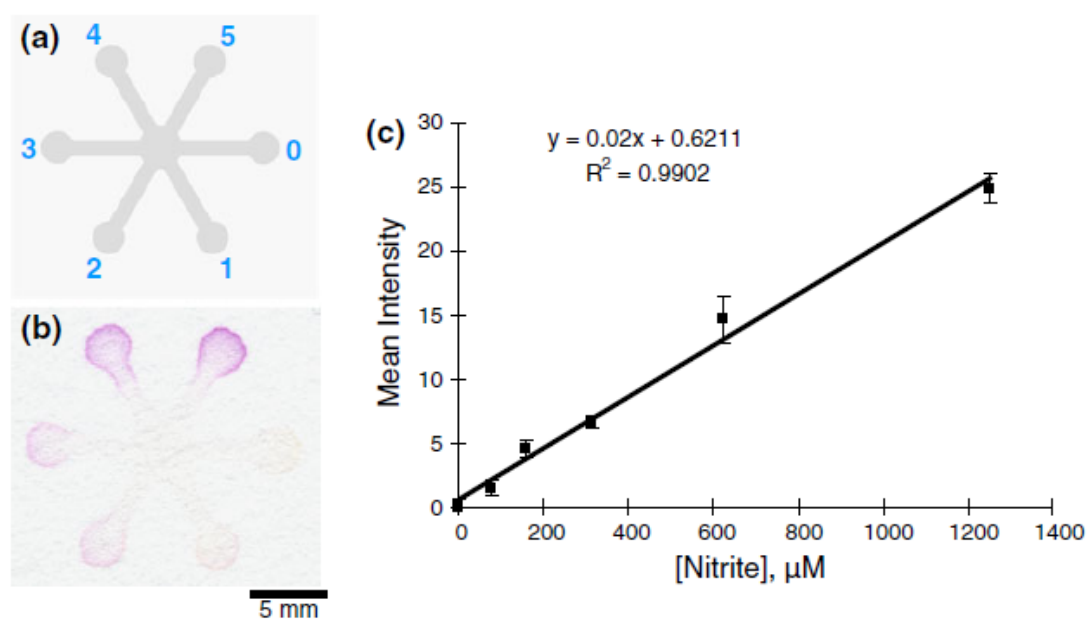 (a)
4
5
3
0
2
1
(b)
5 mm
(c)
y = 0.02x + 0.6211
R² = 0.9902
Mean Intensity
30
25
20
15
10
5
0
0 200 400 600 800 1000 1200 1400
[Nitrite], µM